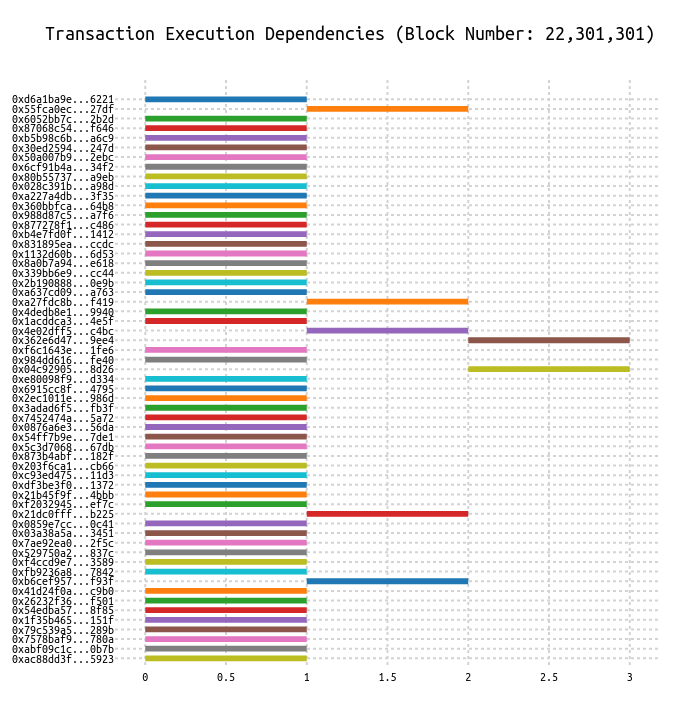 Transaction Execution Dependencies (Block Number: 22,301,301)
0xd6a1ba9e...6221
0x55fca0ec...27df
0x6052bb7c...2b2d
0x87068c54...f646
0xb5b98c6b...a6c9
0x30ed2594...247d
0x50a007b9...2ebc
0x6cf91b4a...34f2
0x80b55737...a9eb
0x028c391b...a98d
0xa227a4db...3f35
0x360bbfca...64b8
0x988d87c5...a7f6
0x877278f1...c486
0xb4e7fd0f...1412
0x831895ea...ccdc
0x1132d60b...6d53
0x8a0b7a94...e618
0x339bb6e9...cc44
0x2b190888...0e9b
0xa637cd09...a763
0xa27fdc8b...f419
0x4dedb8e1...9940
0x1acddca3...4e5f
0x4e02dff5...c4bc
0x362e6d47...9ee4
0xf6c1643e...1fe6
0x984dd616...fe40
0x04c92905...8d26
0xe80098f9...d334
0x6915cc8f...4795
0x2ec1011e...986d
0x3adad6f5...fb3f
0x7452474a...5a72
0x0876a6e3...56da
0x54ff7b9e...7de1
0x5c3d7068...67db
0x873b4abf...182f
0x203f6ca1...cb66
0xc93ed475...11d3
0xdf3be3f0...1372
0x21b45f9f...4bbb
0xf2032945...ef7c
0x21dc0fff...b225
0x0859e7cc...0c41
0x03a38a5a...3451
0x7ae92ea0...2f5c
0x529750a2...837c
0xf4ccd9e7...3589
0xfb9236a8...7842
0xb6cef957...f93f
0x41d24f0a...c9b0
0x26232f36...f501
0x54edba57...8f85
0x1f35b465...151f
0x79c539a5...289b
0x7578baf9...780a
0xabf09c1c...0b7b
0xac88dd3f...5923
0 0.5 1 1.5 2 2.5 3